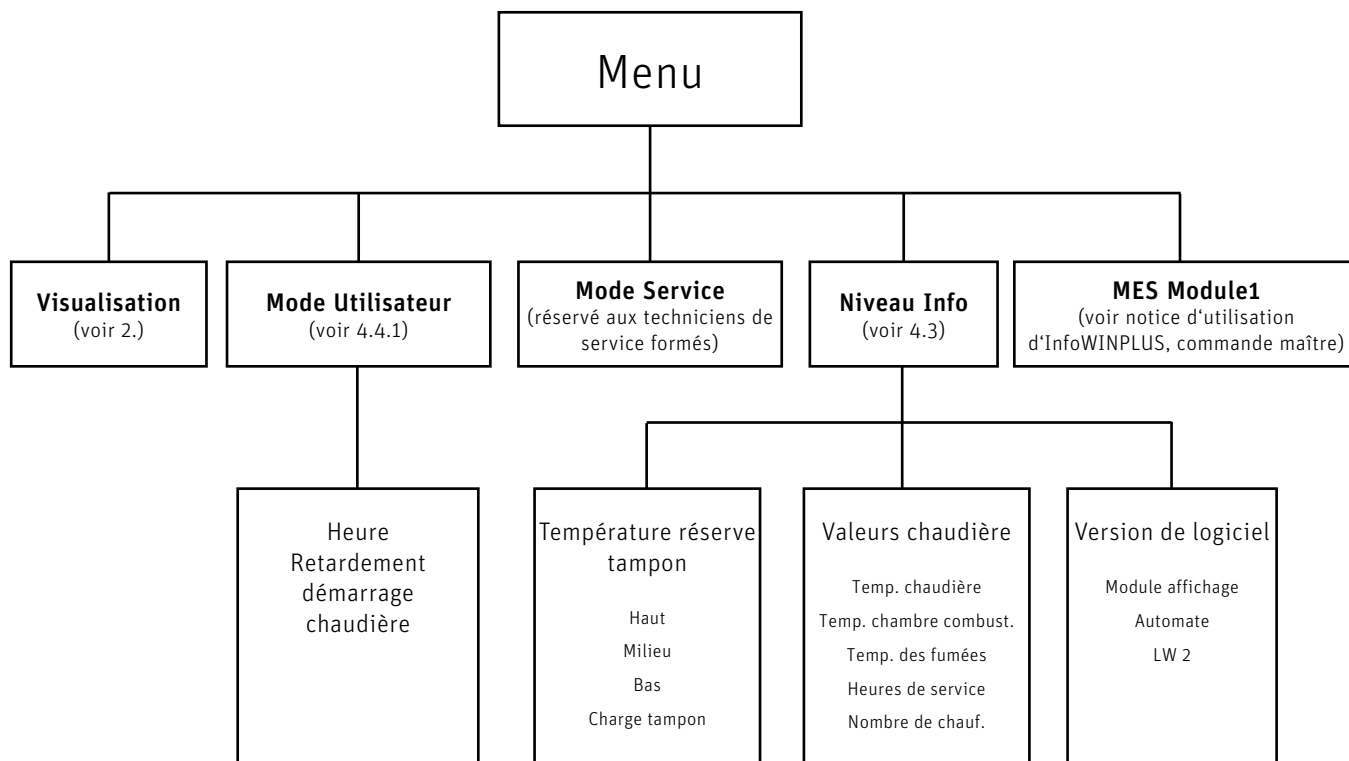 Menu
Visualisation
(voir 2.)
Mode Utilisateur
(voir 4.4.1)
Mode Service
(réservé aux techniciens de
service formés)
Niveau Info
(voir 4.3)
MES Module1
(voir notice d‘utilisation
d‘InfoWINPLUS, commande maître)
Heure
Retardement
démarrage
chaudière
Température réserve
tampon
Haut
Milieu
Bas
Charge tampon
Valeurs chaudière
Temp. chaudière
Temp. chambre combust.
Temp. des fumées
Heures de service
Nombre de chauf.
Version de logiciel
Module affichage
Automate
LW 2